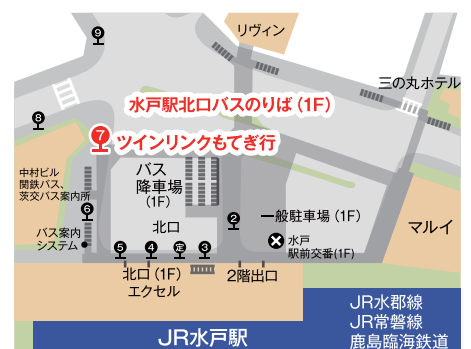 リヴィン
⑨
三の丸ホテル
水戸駅北口バスのりば（1F）
⑧
⑦ ツインリンクもてぎ行
中村ビル
関鉄バス、
茨交バス案内所
バス
降車場
（1F）
⑥
北口
②
一般駐車場（1F）
マルイ
バス案内
システム
水戸
駅前交番(1F)
⑤
④
定
③
北口（1F）
エクセル
2階出口
JR水郡線
JR常磐線
鹿島臨海鉄道
JR水戸駅